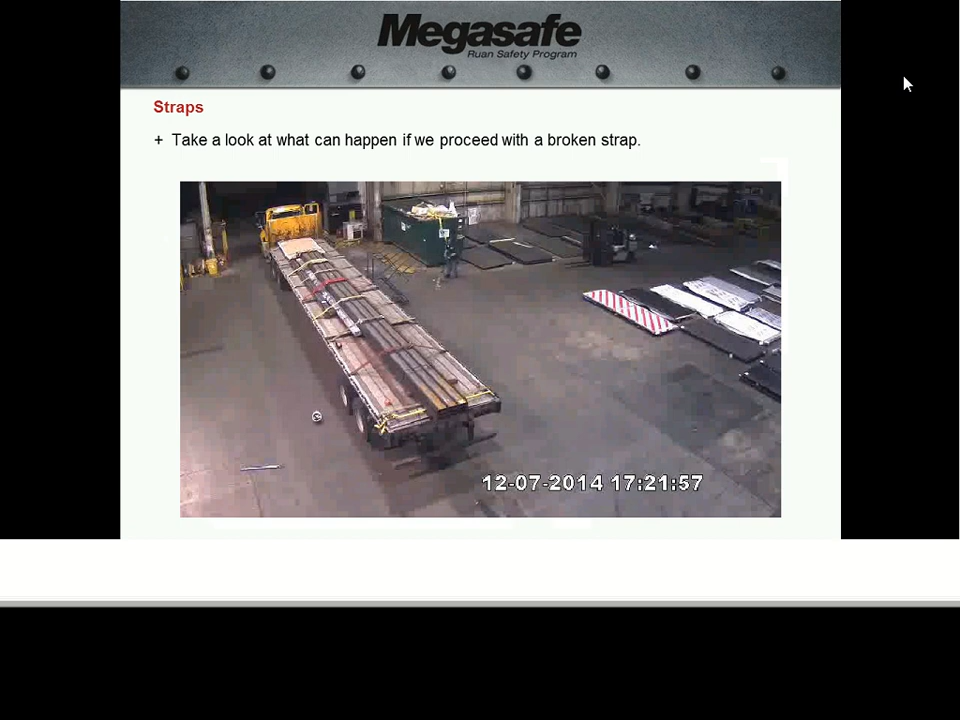 Megasafe
Ruan Safety Program
Straps
+ Take a look at what can happen if we proceed with a broken strap.
12-07-2014 17:21:57